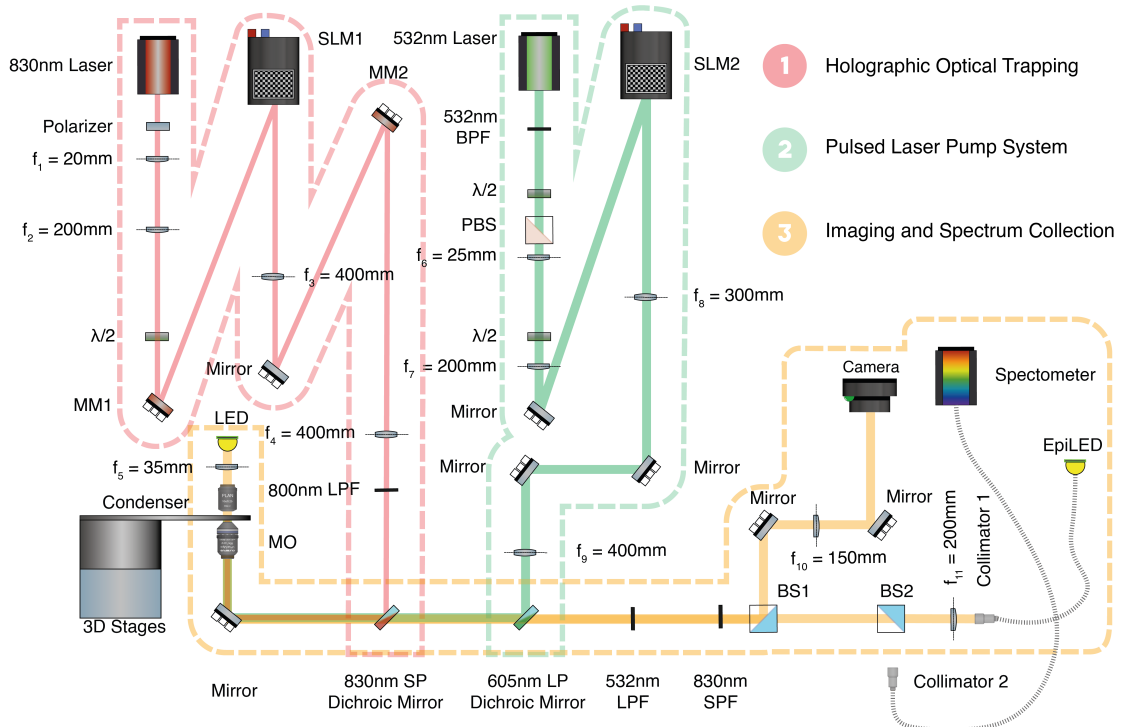 SLM1
830nm Laser
MM2
Polarizer
f1 = 20mm
f2 = 200mm
f3 = 400mm
λ/2
Mirror
MM1
LED
f4 = 400mm
f5 = 35mm
800nm LPF
Condenser
PLAN
MO
3D Stages
Mirror
830nm SP
Dichroic Mirror
532nm Laser
SLM2
532nm
BPF
λ/2
PBS
f6 = 25mm
f8 = 300mm
λ/2
f7 = 200mm
Mirror
Mirror
Mirror
f9 = 400mm
605nm LP
Dichroic Mirror
532nm
LPF
830nm
SPF
1
Holographic Optical Trapping
2
Pulsed Laser Pump System
3
Imaging and Spectrum Collection
Camera
Spectometer
EpiLED
Mirror
Mirror
f10 = 150mm
f11 = 200mm
Collimator 1
BS1
BS2
Collimator 2